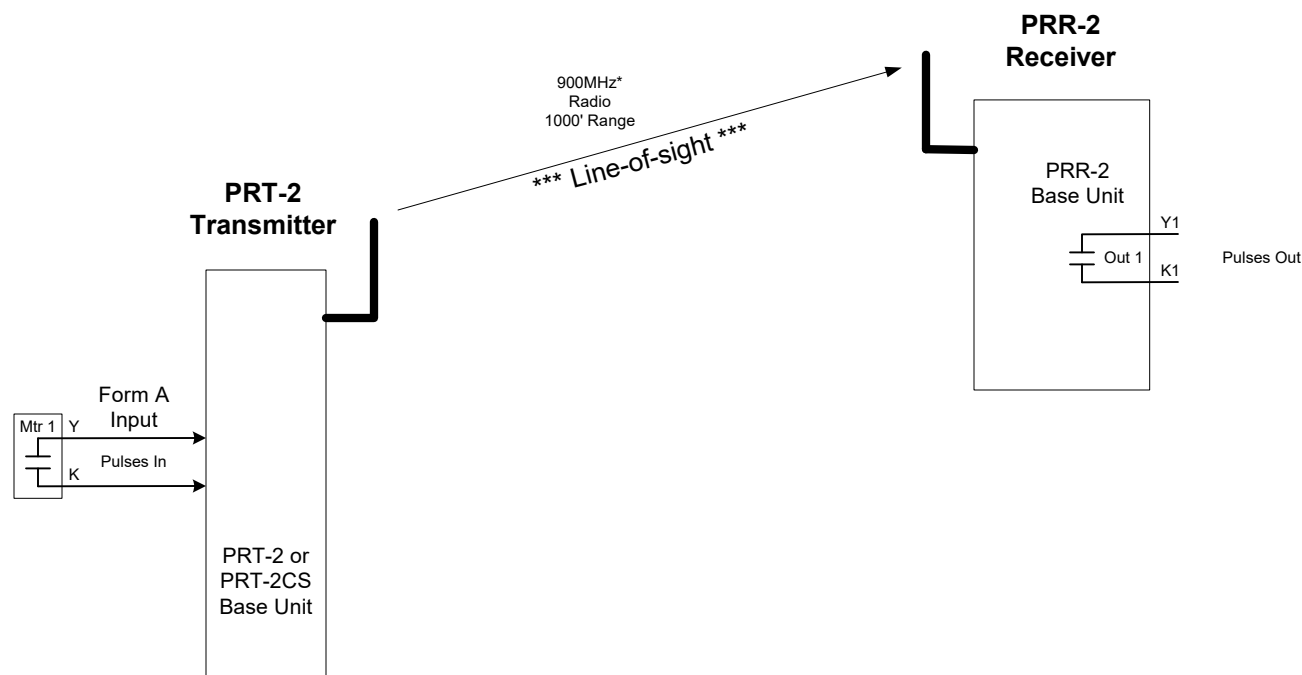 PRR-2
Receiver
900MHz*
Radio
1000' Range
*** Line-of-sight ***
PRT-2
Transmitter
PRR-2
Base Unit
Y1
Out 1
Pulses Out
K1
Form A
Input
Mtr 1
Y
Pulses In
K
PRT-2 or
PRT-2CS
Base Unit